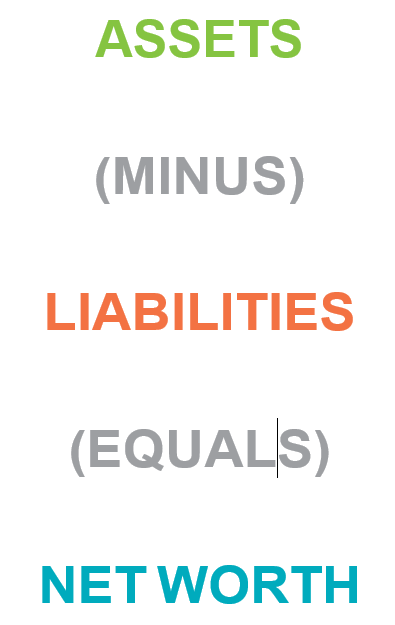 ASSETS
(MINUS)
LIABILITIES
(EQUALS)
NET WORTH